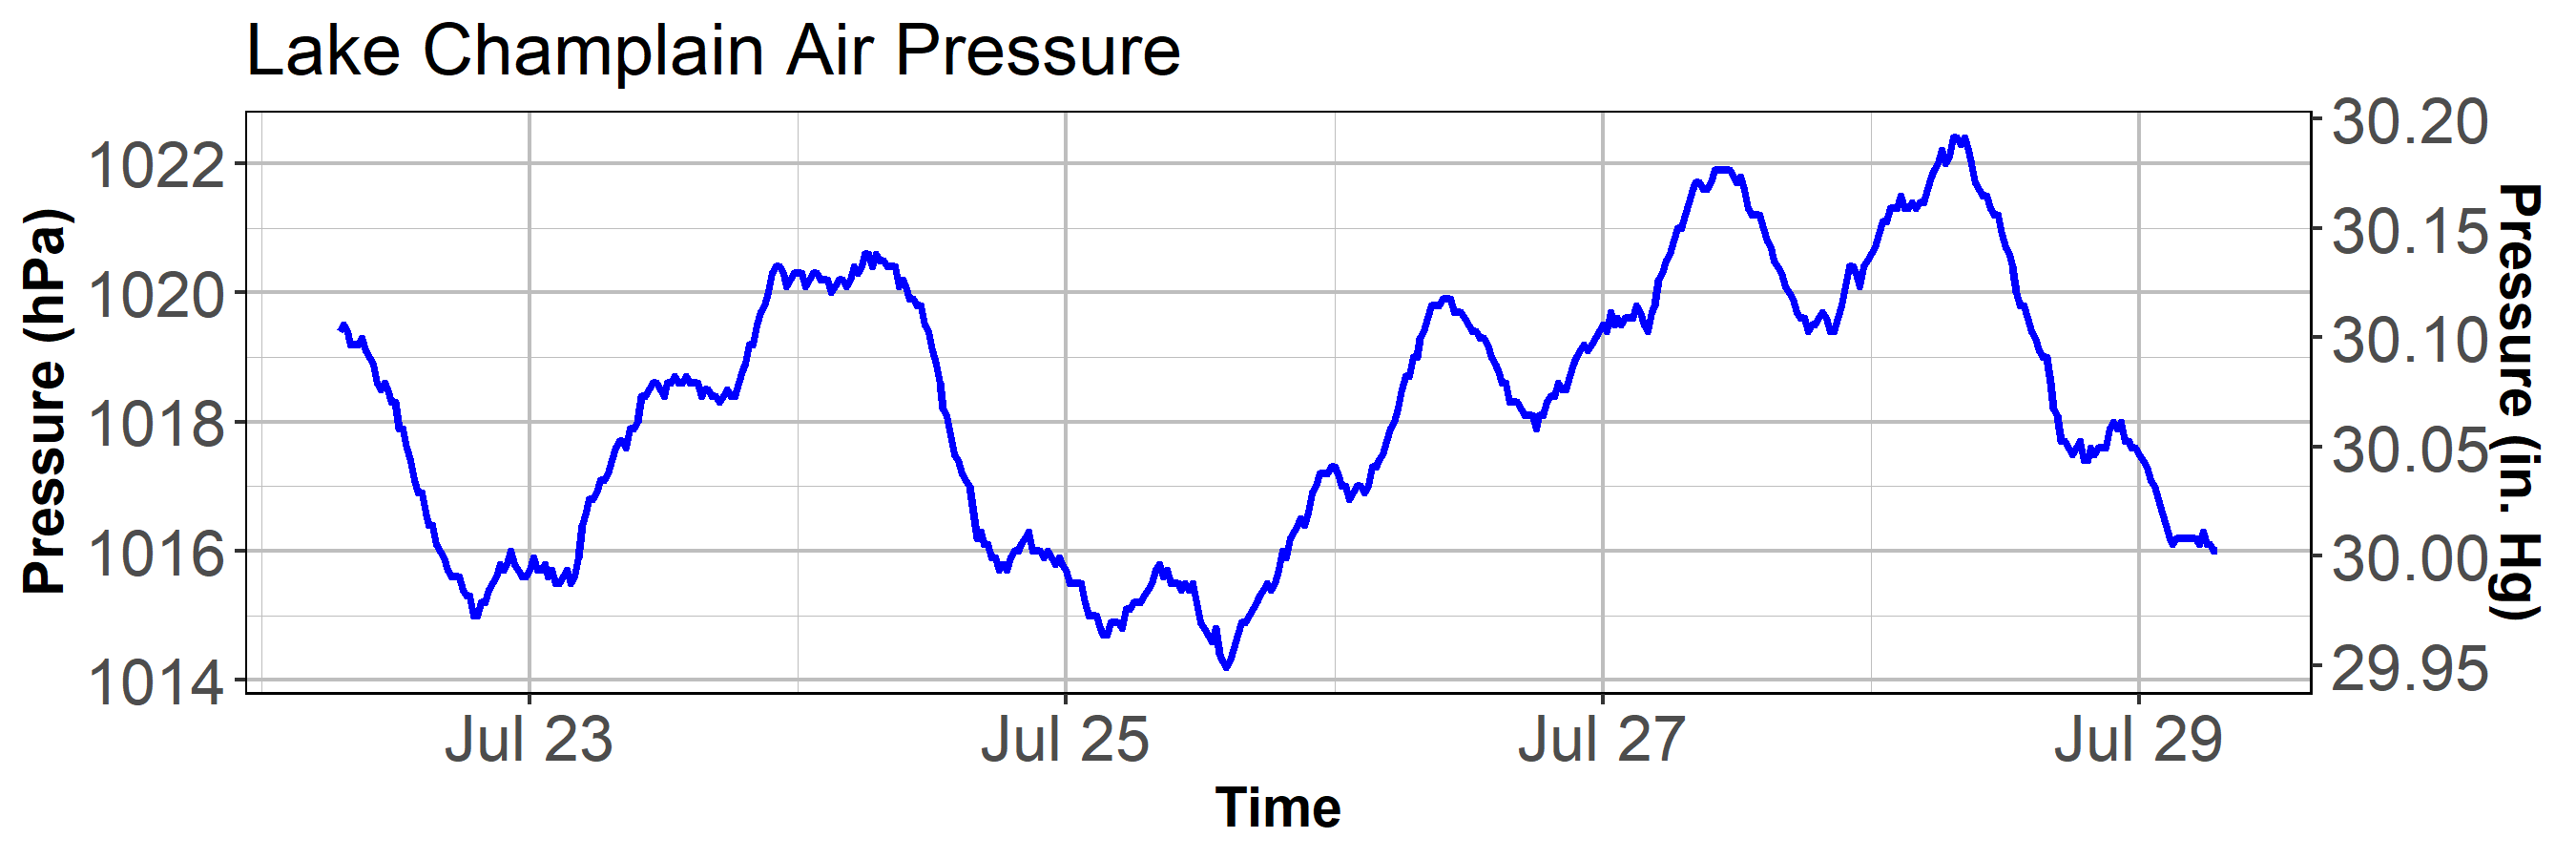 Lake Champlain Air Pressure
Pressure (hPa)
1022
1020
1018
1016
1014
30.20
30.15
30.10
30.05
30.00
29.95
Pressure (in. Hg)
Jul 23
Jul 25
Jul 27
Jul 29
Time